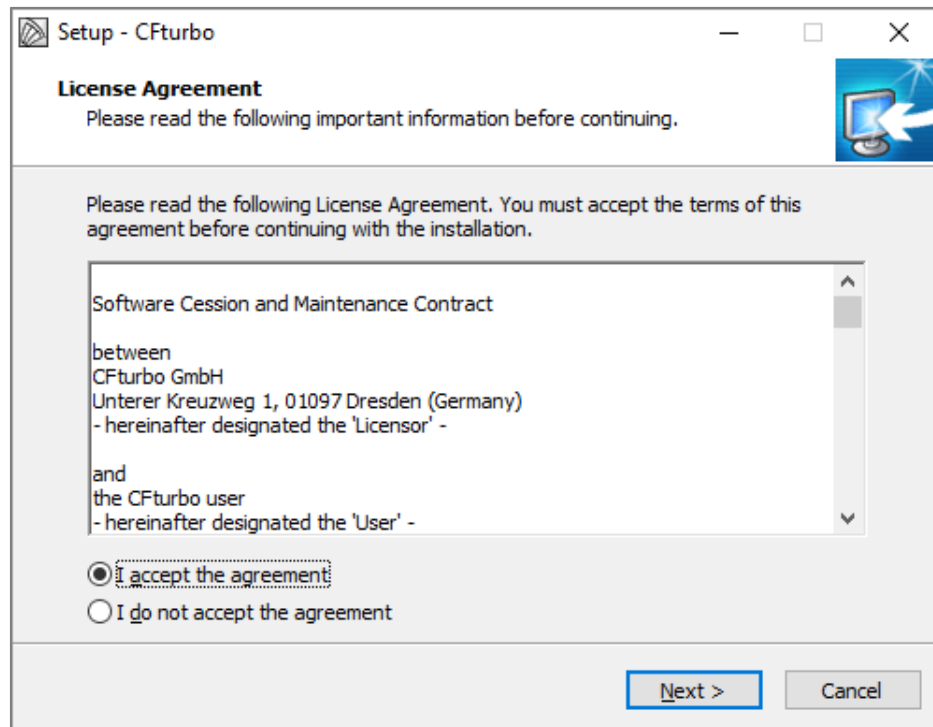 Setup - CFturbo
License Agreement
Please read the following important information before continuing.
Please read the following License Agreement. You must accept the terms of this
agreement before continuing with the installation.
Software Cession and Maintenance Contract
between
CFturbo GmbH
Unterer Kreuzweg 1, 01097 Dresden (Germany)
- hereinafter designated the 'Licensor' -
and
the CFturbo user
- hereinafter designated the 'User' -
I accept the agreement
I do not accept the agreement
Next >
Cancel